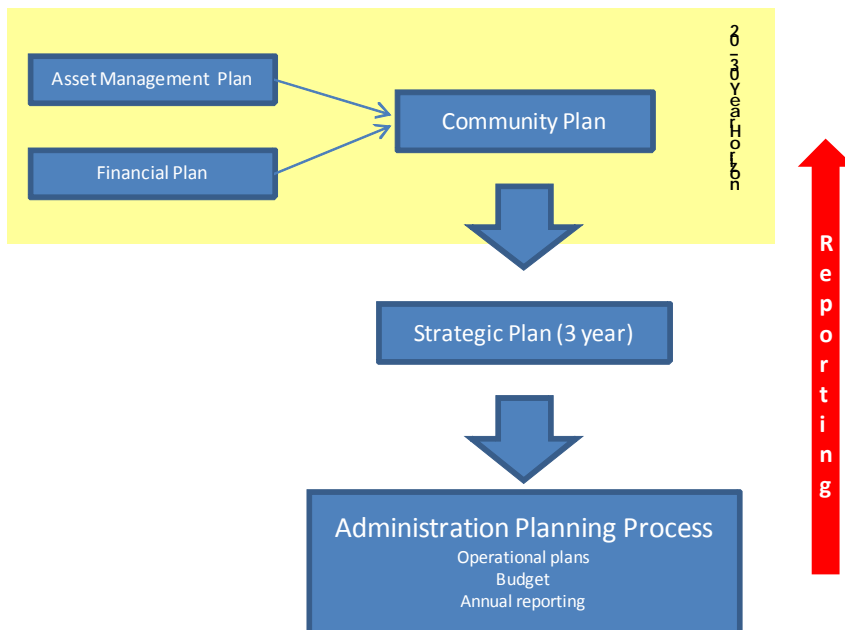 Asset Management Plan
Community Plan
Financial Plan
20–30 Year Horizon
Strategic Plan (3 year)
Administration Planning Process
Operational plans
Budget
Annual reporting
Reporting